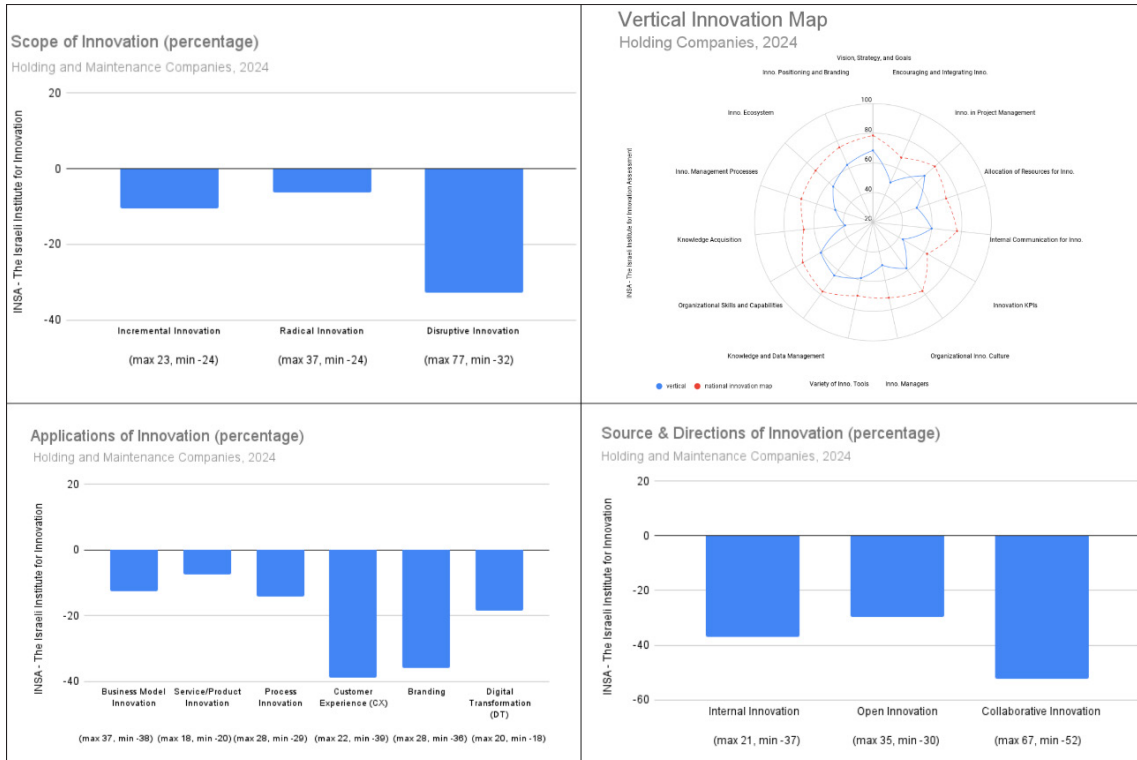 Scope of Innovation (percentage)
Holding and Maintenance Companies, 2024
INSA - The Israeli Institute for Innovation
20
0
-20
-40
Incremental Innovation
Radical Innovation
Disruptive Innovation
(max 23, min -24)
(max 37, min -24)
(max 77, min -32)
Vertical Innovation Map
Holding Companies, 2024
INSA - The Israeli Institute for Innovation Assessment
Vision, Strategy, and Goals
Inno. Positioning and Branding
Encouraging and Integrating Inno.
Inno. Ecosystem
Inno. in Project Management
Inno. Management Processes
Allocation of Resources for Inno.
Knowledge Acquisition
Internal Communication for Inno.
Organizational Skills and Capabilities
Innovation KPIs
Knowledge and Data Management
Organizational Inno. Culture
Variety of Inno. Tools
Inno. Managers
100
80
60
40
20
vertical
national innovation map
Applications of Innovation (percentage)
Holding and Maintenance Companies, 2024
INSA - The Israeli Institute for Innovation
20
0
-20
-40
Business Model
Innovation
Service/Product
Innovation
Process
Innovation
Customer
Experience (CX)
Branding
Digital
Transformation
(DT)
(max 37, min -38)
(max 18, min -20)
(max 28, min -29)
(max 22, min -39)
(max 28, min -36)
(max 20, min -18)
Source & Directions of Innovation (percentage)
Holding and Maintenance Companies, 2024
INSA - The Israeli Institute for Innovation
20
0
-20
-40
-60
Internal Innovation
Open Innovation
Collaborative Innovation
(max 21, min -37)
(max 35, min -30)
(max 67, min -52)